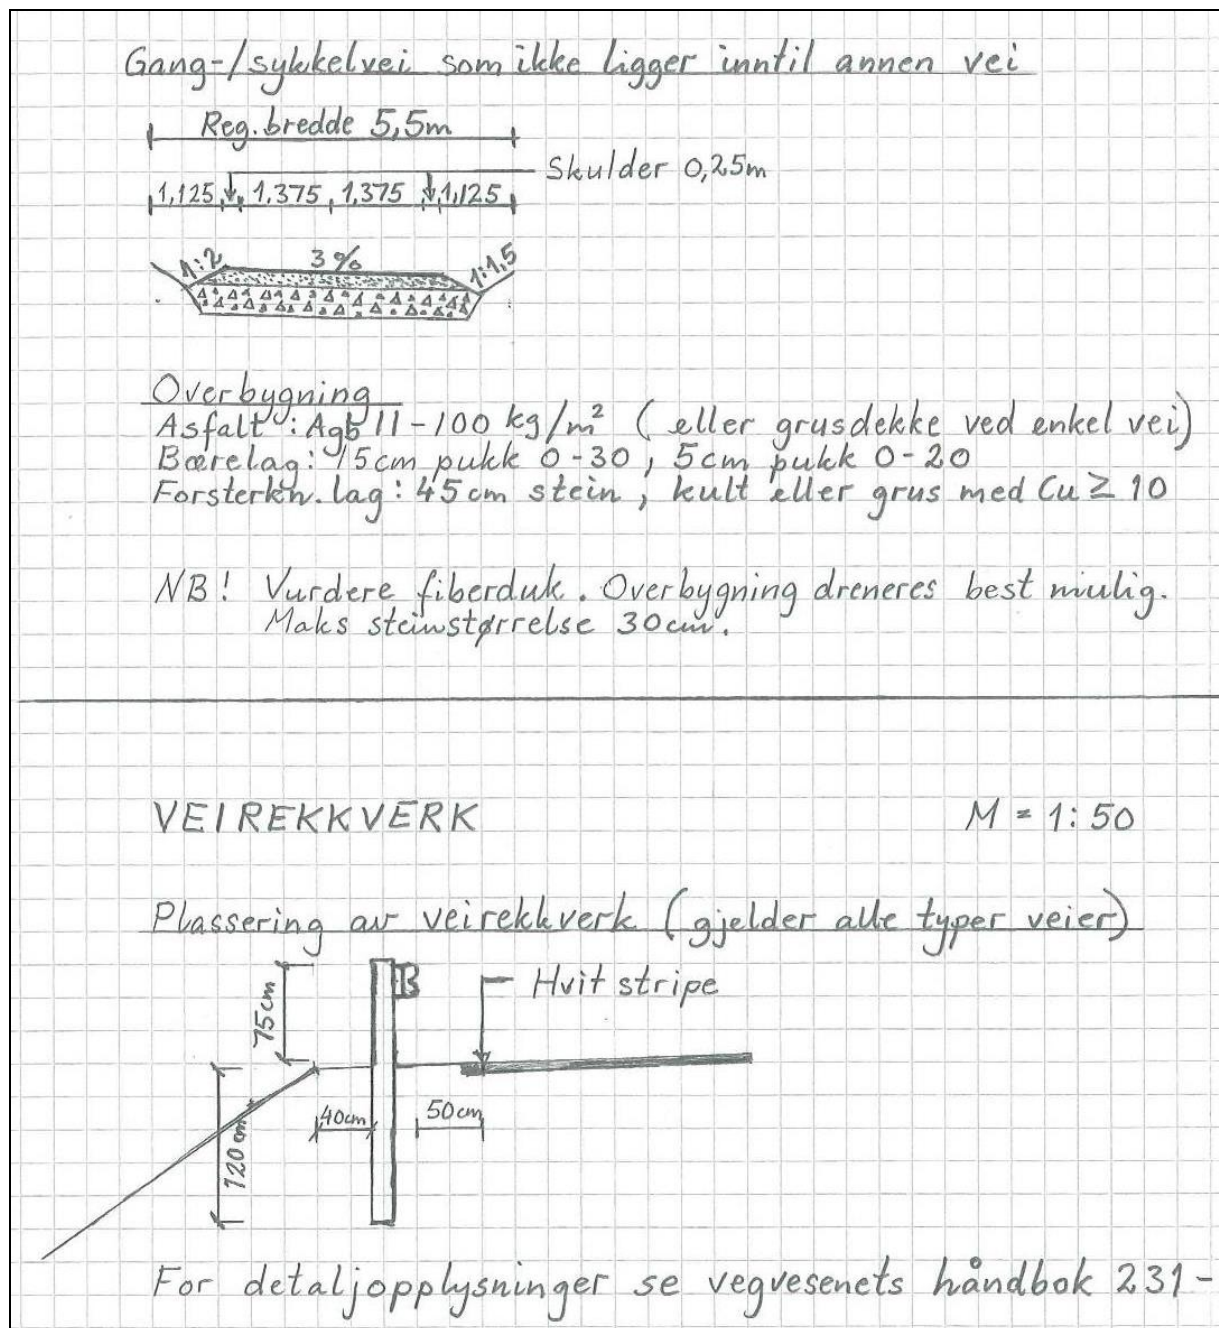 Gang-/sykkelvei som ikke ligger inntil annen vei
Reg. bredde 5,5m
Skulder 0,25m
1,125 1,375 1,375 1,125
1:2 3% 1:1,5
Overbygning
Asfalt: Agb 11-100 kg/m² (eller grusdekke ved enkel vei)
Bærelag: 15cm pukk 0-30, 5cm pukk 0-20
Forsterkn. lag: 45cm stein, kult eller grus med Cu ≥ 10
NB! Vurdere fiberduk. Overbygning dreneres best mulig.
Maks steinstørrelse 30cm.
VEIREKKVERK M = 1:50
Plassering av veirekkverk (gjelder alle typer veier)
75cm
Hvit stripe
40cm 50cm
120cm
For detaljopplysninger se vegvesenets håndbok 231-